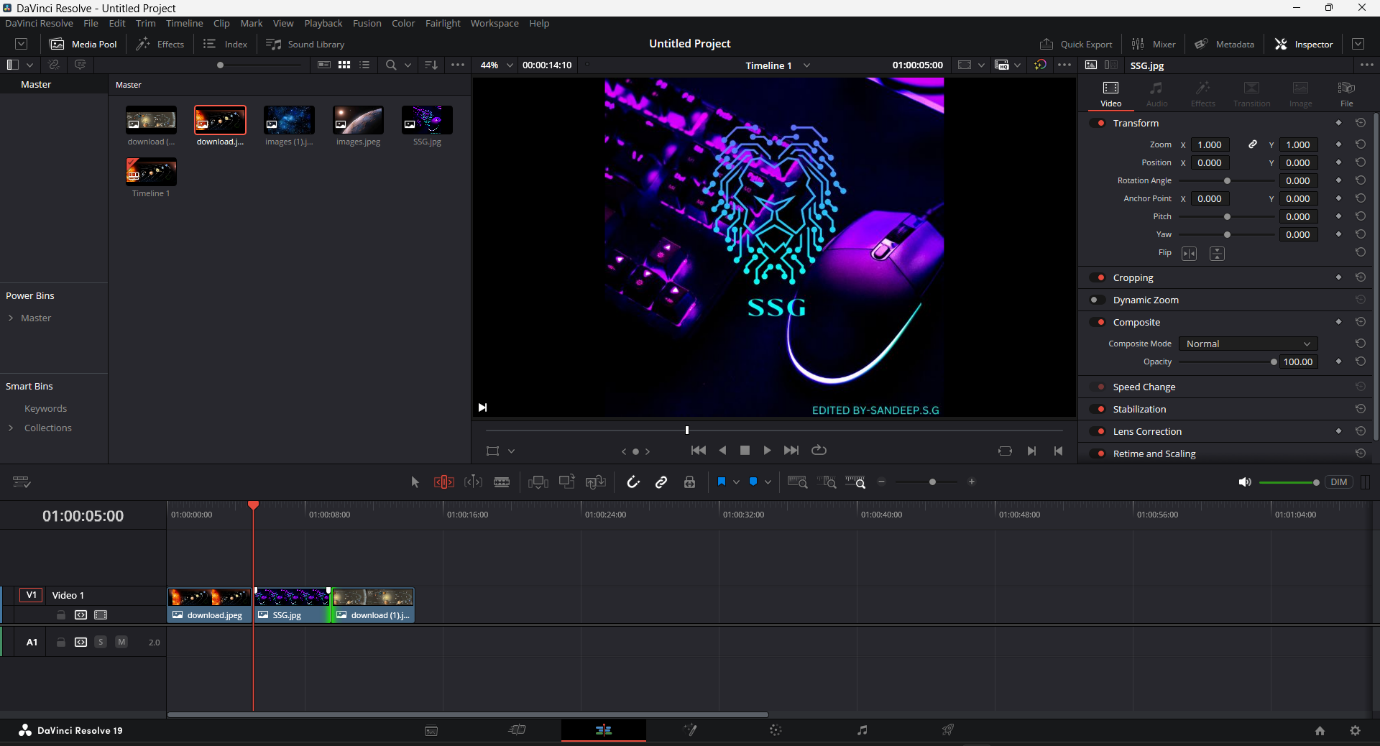 DaVinci Resolve - Untitled Project
DaVinci Resolve File Edit Trim Timeline Clip Mark View Playback Fusion Color Fairlight Workspace Help
Media Pool Effects Index Sound Library Untitled Project Quick Export Mixer Metadata Inspector
44% 00:00:14:10 Timeline 1 01:00:05:00 SSG.jpg
Master Master
Video Audio Effects Transition Image File
download (... download.j... images (1).j... images.jpeg SSG.jpg
Timeline 1
Power Bins
Master
Smart Bins
Keywords
Collections
SSG
EDITED BY-SANDEEP.S.G
Transform
Zoom X 1.000 Y 1.000
Position X 0.000 Y 0.000
Rotation Angle 0.000
Anchor Point X 0.000 Y 0.000
Pitch 0.000
Yaw 0.000
Flip
Cropping
Dynamic Zoom
Composite
Composite Mode Normal
Opacity 100.00
Speed Change
Stabilization
Lens Correction
Retime and Scaling
DIM
01:00:05:00 01:00:00:00 01:00:08:00 01:00:16:00 01:00:24:00 01:00:32:00 01:00:40:00 01:00:48:00 01:00:56:00 01:01:04:00
V1 Video 1
download.jpeg SSG.jpg download (1).j...
A1 S M 2.0
DaVinci Resolve 19